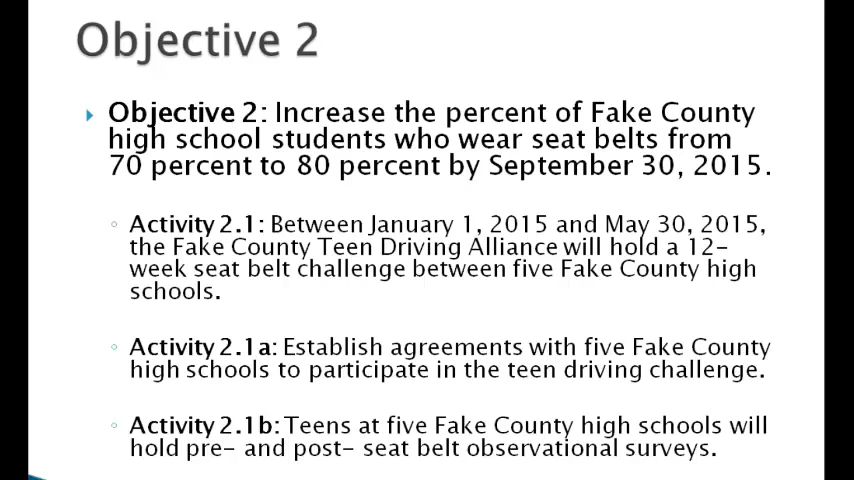 Objective 2
Objective 2: Increase the percent of Fake County
high school students who wear seat belts from
70 percent to 80 percent by September 30, 2015.
Activity 2.1: Between January 1, 2015 and May 30, 2015,
the Fake County Teen Driving Alliance will hold a 12-
week seat belt challenge between five Fake County high
schools.
Activity 2.1a: Establish agreements with five Fake County
high schools to participate in the teen driving challenge.
Activity 2.1b: Teens at five Fake County high schools will
hold pre- and post- seat belt observational surveys.